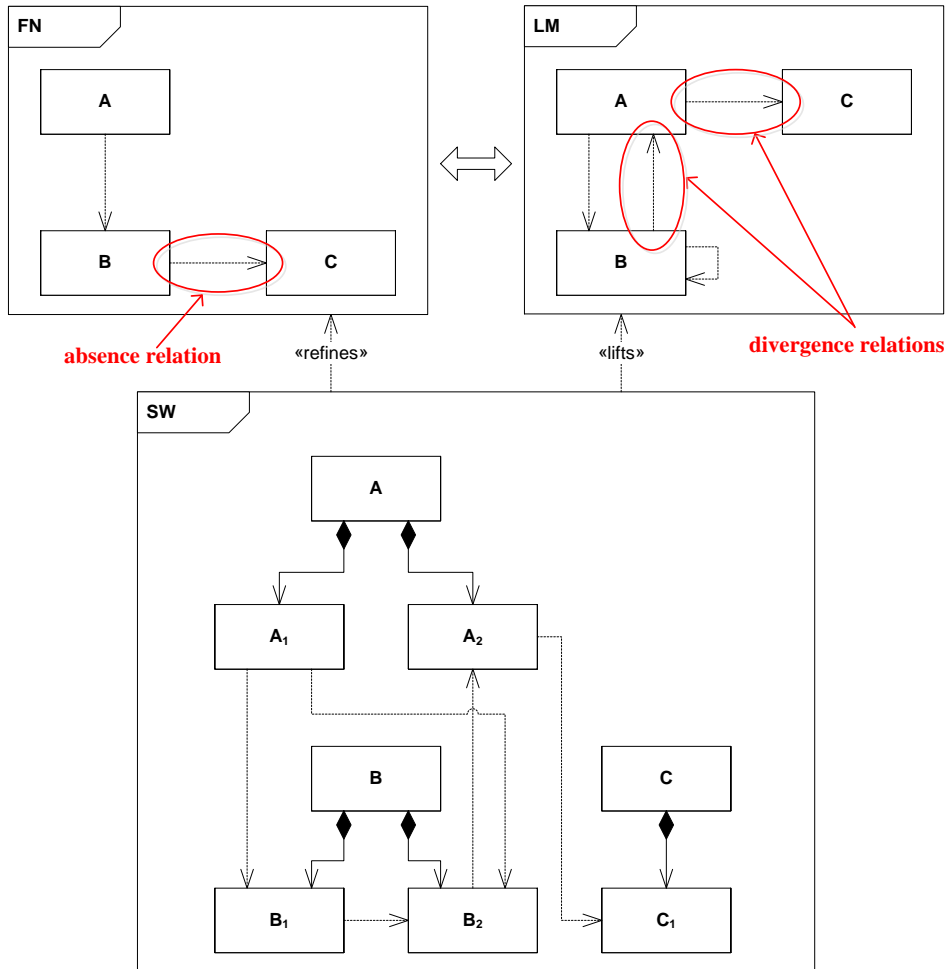 FN
A
B
C
absence relation
LM
A
C
B
divergence relations
«refines»
«lifts»
SW
A
A₁
A₂
B
C
B₁
B₂
C₁